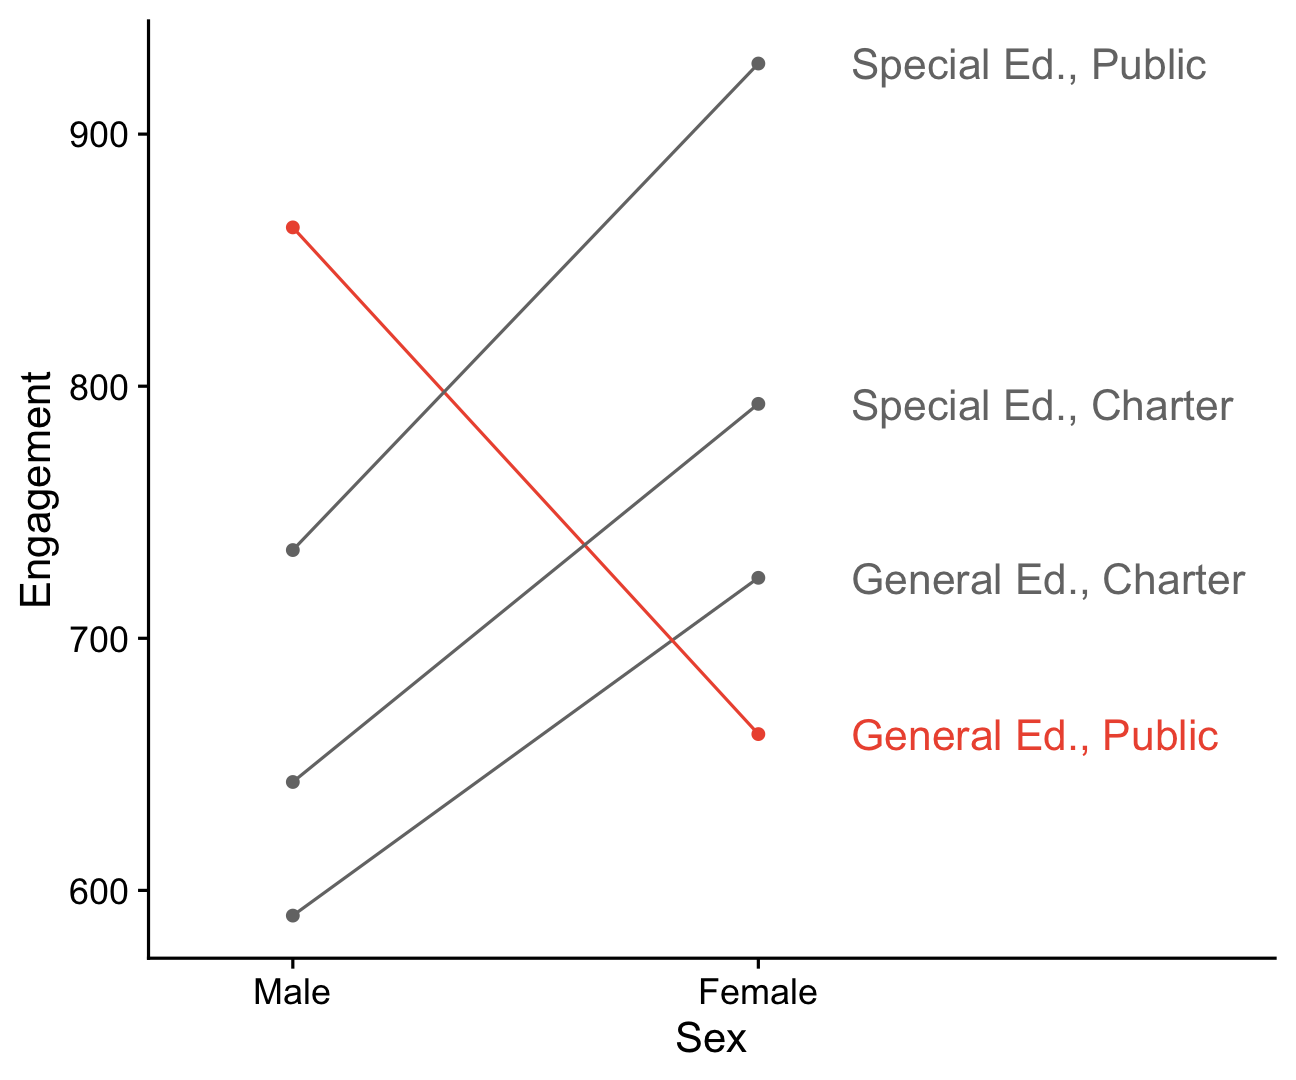 Special Ed., Public
900
800
Special Ed., Charter
Engagement
General Ed., Charter
700
General Ed., Public
600
Male
Female
Sex